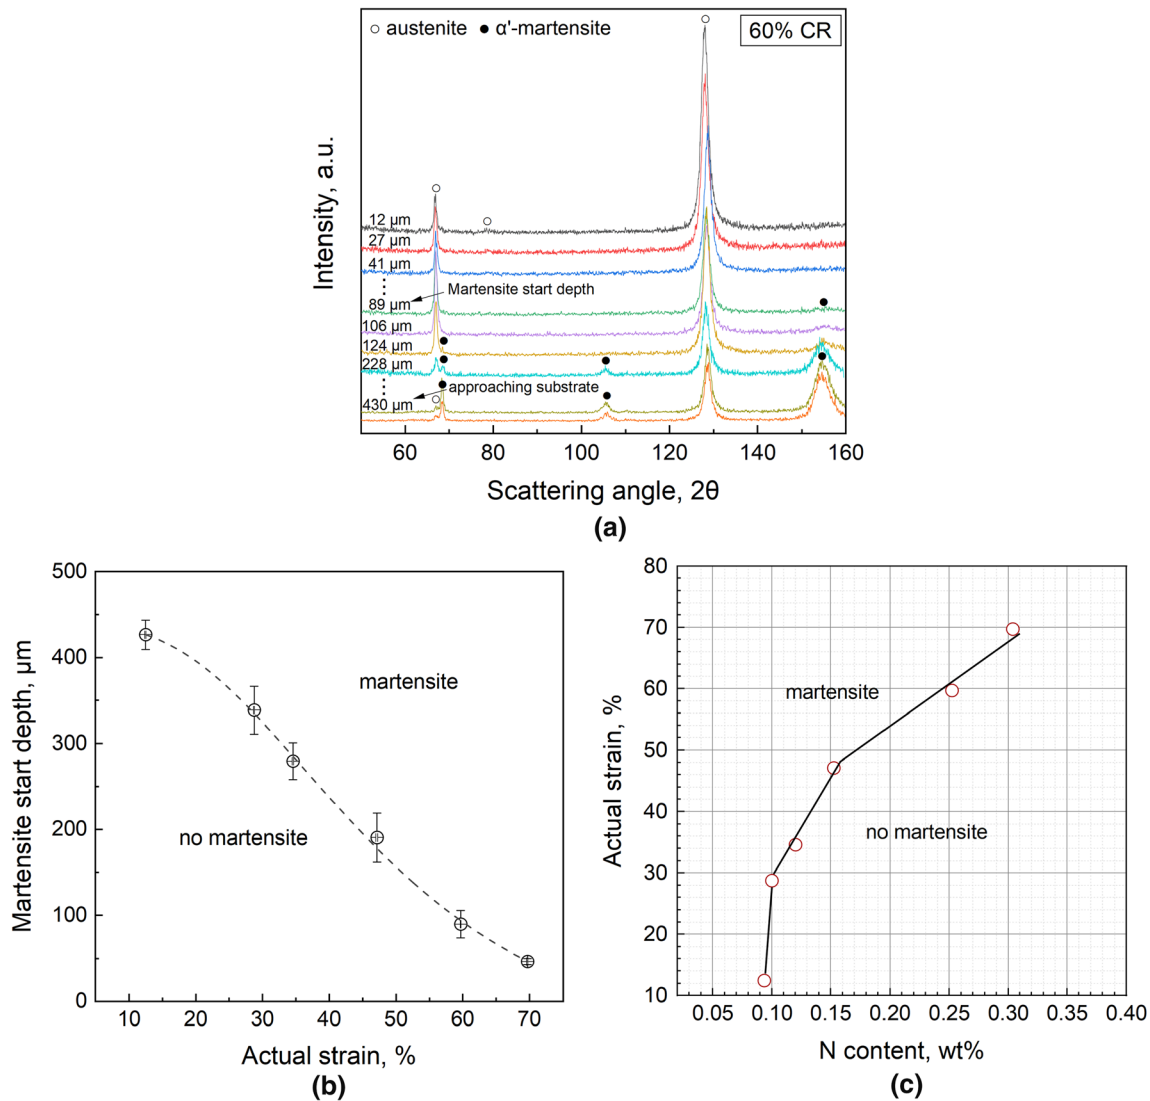 ○ austenite ● α'-martensite
60% CR
Intensity, a.u.
12 µm
27 µm
41 µm
Martensite start depth
89 µm
106 µm
124 µm
228 µm
approaching substrate
430 µm
60 80 100 120 140 160
Scattering angle, 2θ
(a)
Martensite start depth, µm
500
400
300
200
100
0
martensite
no martensite
10 20 30 40 50 60 70
Actual strain, %
(b)
Actual strain, %
80
70
60
50
40
30
20
10
martensite
no martensite
0.05 0.10 0.15 0.20 0.25 0.30 0.35 0.40
N content, wt%
(c)